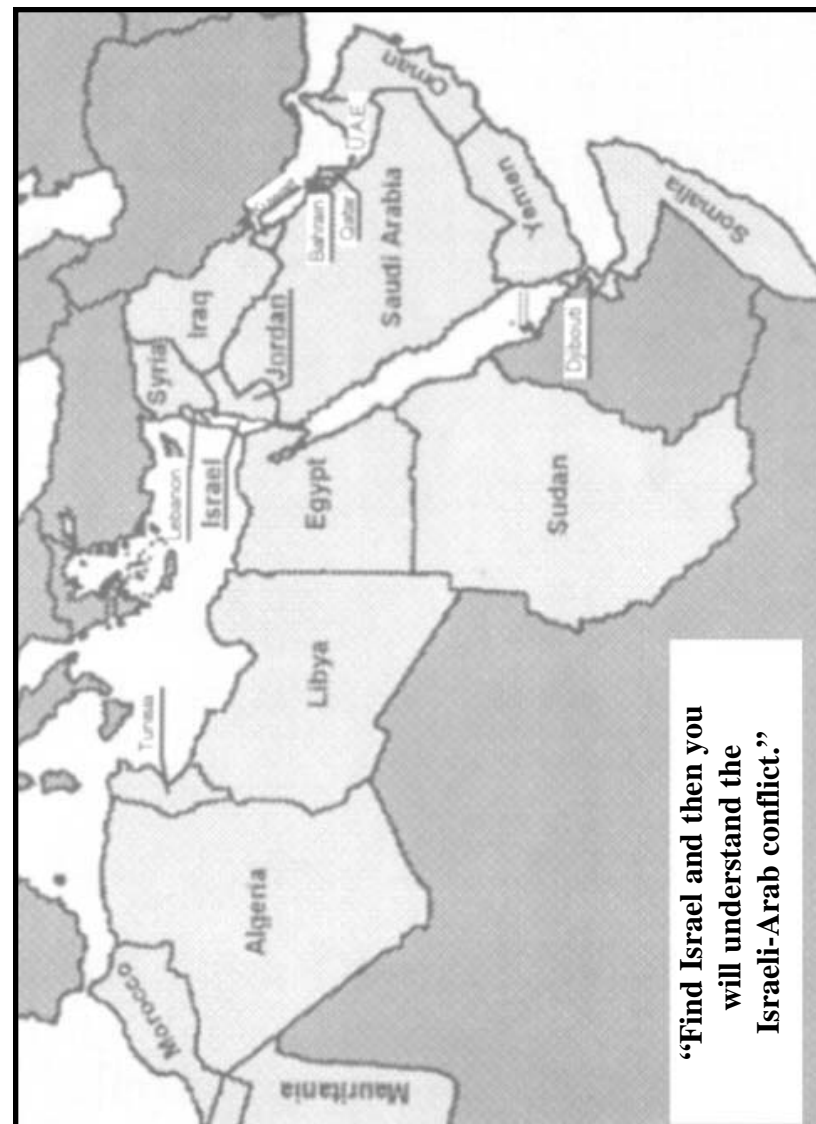 Morocco
Algeria
Tunisia
Libya
Egypt
Sudan
Mauritania
Lebanon
Israel
Syria
Jordan
Iraq
Kuwait
Bahrain
Qatar
U.A.E
Saudi Arabia
Oman
Yemen
Djibouti
Somalia
“Find Israel and then you
will understand the
Israeli-Arab conflict.”